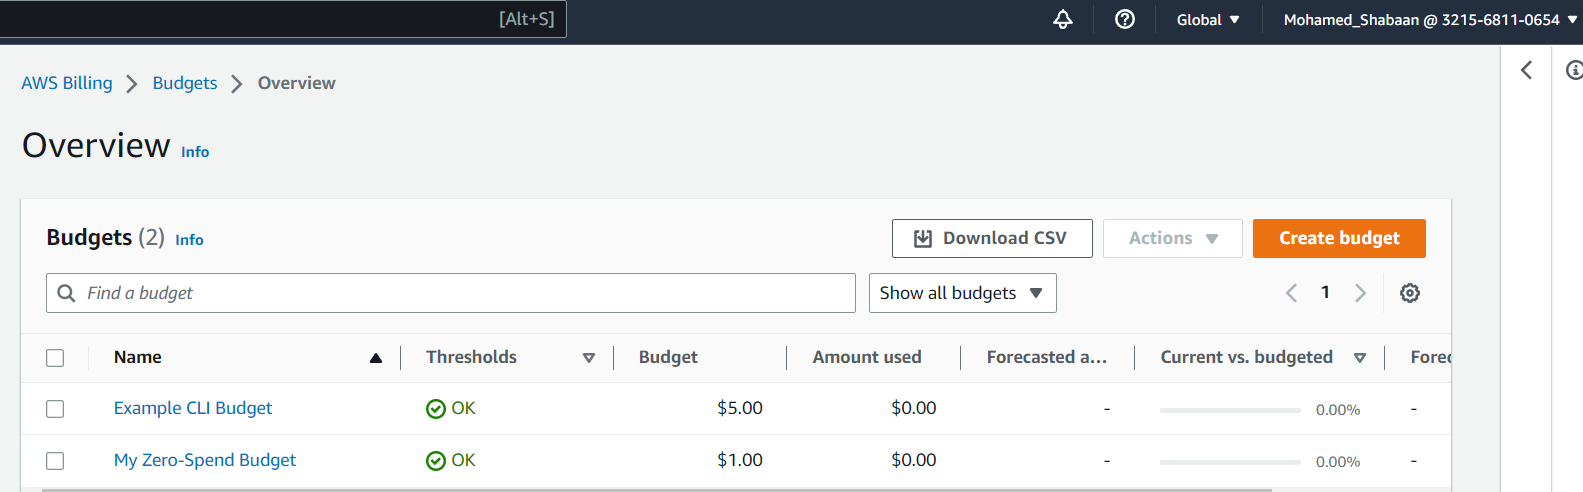 [Alt+S] Global Mohamed_Shabaan @ 3215-6811-0654
AWS Billing Budgets Overview
Overview Info
Budgets (2) Info Download CSV Actions Create budget
Find a budget Show all budgets 1
Name Thresholds Budget Amount used Forecasted a... Current vs. budgeted Forec
Example CLI Budget OK $5.00 $0.00 - 0.00% -
My Zero-Spend Budget OK $1.00 $0.00 - 0.00% -